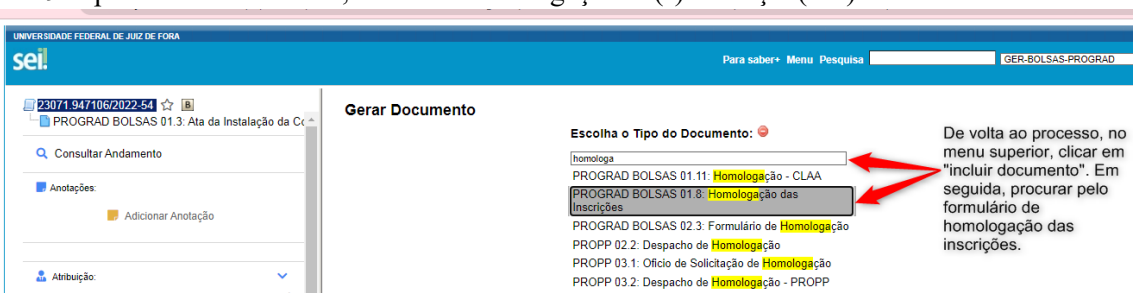 UNIVERSIDADE FEDERAL DE JUIZ DE FORA
sei!
Para saber+ Menu Pesquisa
GER-BOLSAS-PROGRAD
23071.947106/2022-54
B
PROGRAD BOLSAS 01.3: Ata da Instalação da Co
Consultar Andamento
Anotações:
Adicionar Anotação
Atribuição:
Gerar Documento
Escolha o Tipo do Documento:
homologa
PROGRAD BOLSAS 01.11: Homologação - CLAA
PROGRAD BOLSAS 01.8: Homologação das
Inscrições
PROGRAD BOLSAS 02.3: Formulário de Homologação
PROPP 02.2: Despacho de Homologação
PROPP 03.1: Oficio de Solicitação de Homologação
PROPP 03.2: Despacho de Homologação - PROPP
De volta ao processo, no
menu superior, clicar em
"incluir documento". Em
seguida, procurar pelo
formulário de
homologação das
inscrições.